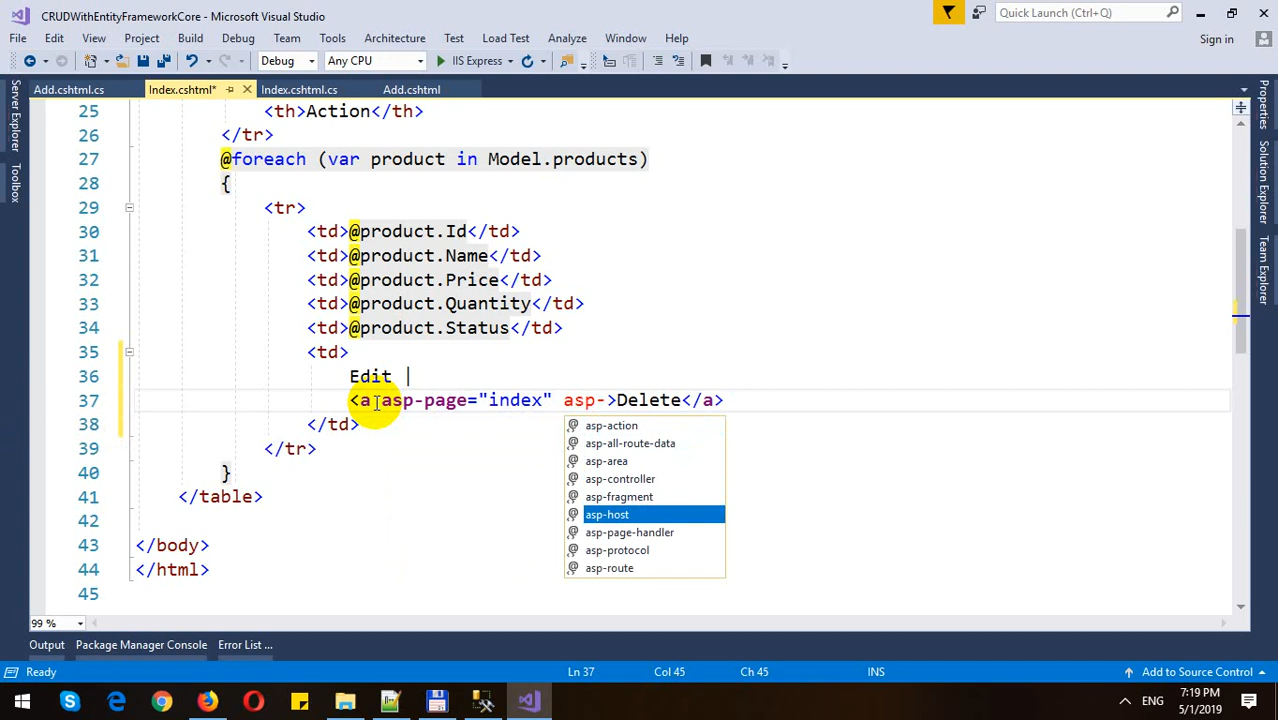 CRUDWithEntityFrameworkCore - Microsoft Visual Studio
Quick Launch (Ctrl+Q)
File Edit View Project Build Debug Team Tools Architecture Test Load Test Analyze Window Help
Sign in
Debug Any CPU IIS Express
Add.cshtml.cs Index.cshtml* Index.cshtml.cs Add.cshtml
Server Explorer
Toolbox
Properties
Solution Explorer
Team Explorer
25 <th>Action</th>
26 </tr>
27 @foreach (var product in Model.products)
28 {
29 <tr>
30 <td>@product.Id</td>
31 <td>@product.Name</td>
32 <td>@product.Price</td>
33 <td>@product.Quantity</td>
34 <td>@product.Status</td>
35 <td>
36 Edit |
37 <a asp-page="index" asp->Delete</a>
38 </td>
39 </tr>
40 }
41 </table>
42
43 </body>
44 </html>
45
asp-action
asp-all-route-data
asp-area
asp-controller
asp-fragment
asp-host
asp-page-handler
asp-protocol
asp-route
99 %
Output Package Manager Console Error List ...
Ready Ln 37 Col 45 Ch 45 INS Add to Source Control
ENG
7:19 PM
5/1/2019